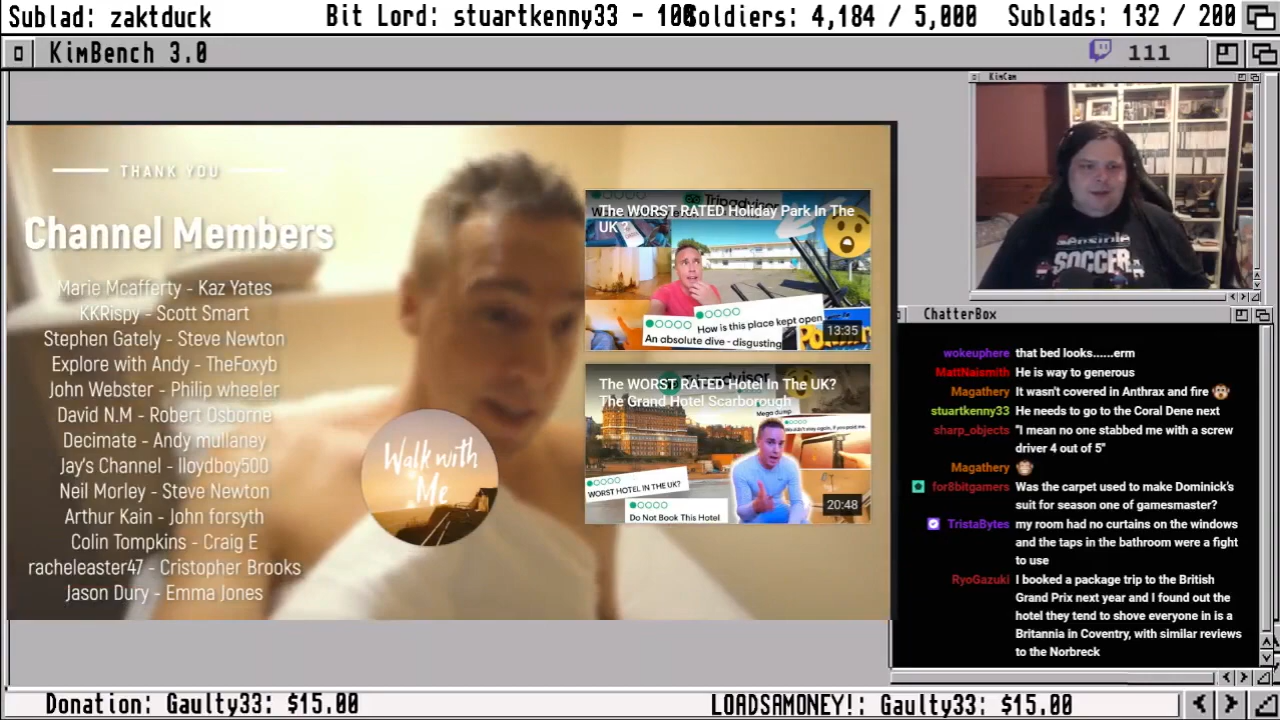 Sublad: zaktduck
Bit Lord: stuartkenny33 - 100
Soldiers: 4,184 / 5,000
Sublads: 132 / 200
KimBench 3.0
111
KimCam
THANK YOU
Channel Members
Marie Mcafferty - Kaz Yates
KKRispy - Scott Smart
Stephen Gately - Steve Newton
Explore with Andy - TheFoxyb
John Webster - Philip wheeler
David N.M - Robert Osborne
Decimate - Andy mullaney
Jay's Channel - lloydboy500
Neil Morley - Steve Newton
Arthur Kain - John forsyth
Colin Tompkins - Craig E
racheleaster47 - Cristopher Brooks
Jason Dury - Emma Jones
Walk with
Me
Tripadvisor
The WORST RATED Holiday Park In The
UK ?
How is this place kept open
An absolute dive - disgusting
13:35
The WORST RATED Hotel In The UK?
The Grand Hotel Scarborough
Mega dump
WORST HOTEL IN THE UK?
Do Not Book This Hotel
20:48
SENSIBLE
SOCCER
ChatterBox
wokeuphere that bed looks......erm
MattNaismith He is way to generous
Magathery It wasn't covered in Anthrax and fire
stuartkenny33 He needs to go to the Coral Dene next
sharp_objects "I mean no one stabbed me with a screw
driver 4 out of 5"
Magathery
for8bitgamers Was the carpet used to make Dominick's
suit for season one of gamesmaster?
TristaBytes my room had no curtains on the windows
and the taps in the bathroom were a fight
to use
RyoGazuki I booked a package trip to the British
Grand Prix next year and I found out the
hotel they tend to shove everyone in is a
Britannia in Coventry, with similar reviews
to the Norbreck
Donation: Gaulty33: $15.00
LOADSAMONEY!: Gaulty33: $15.00